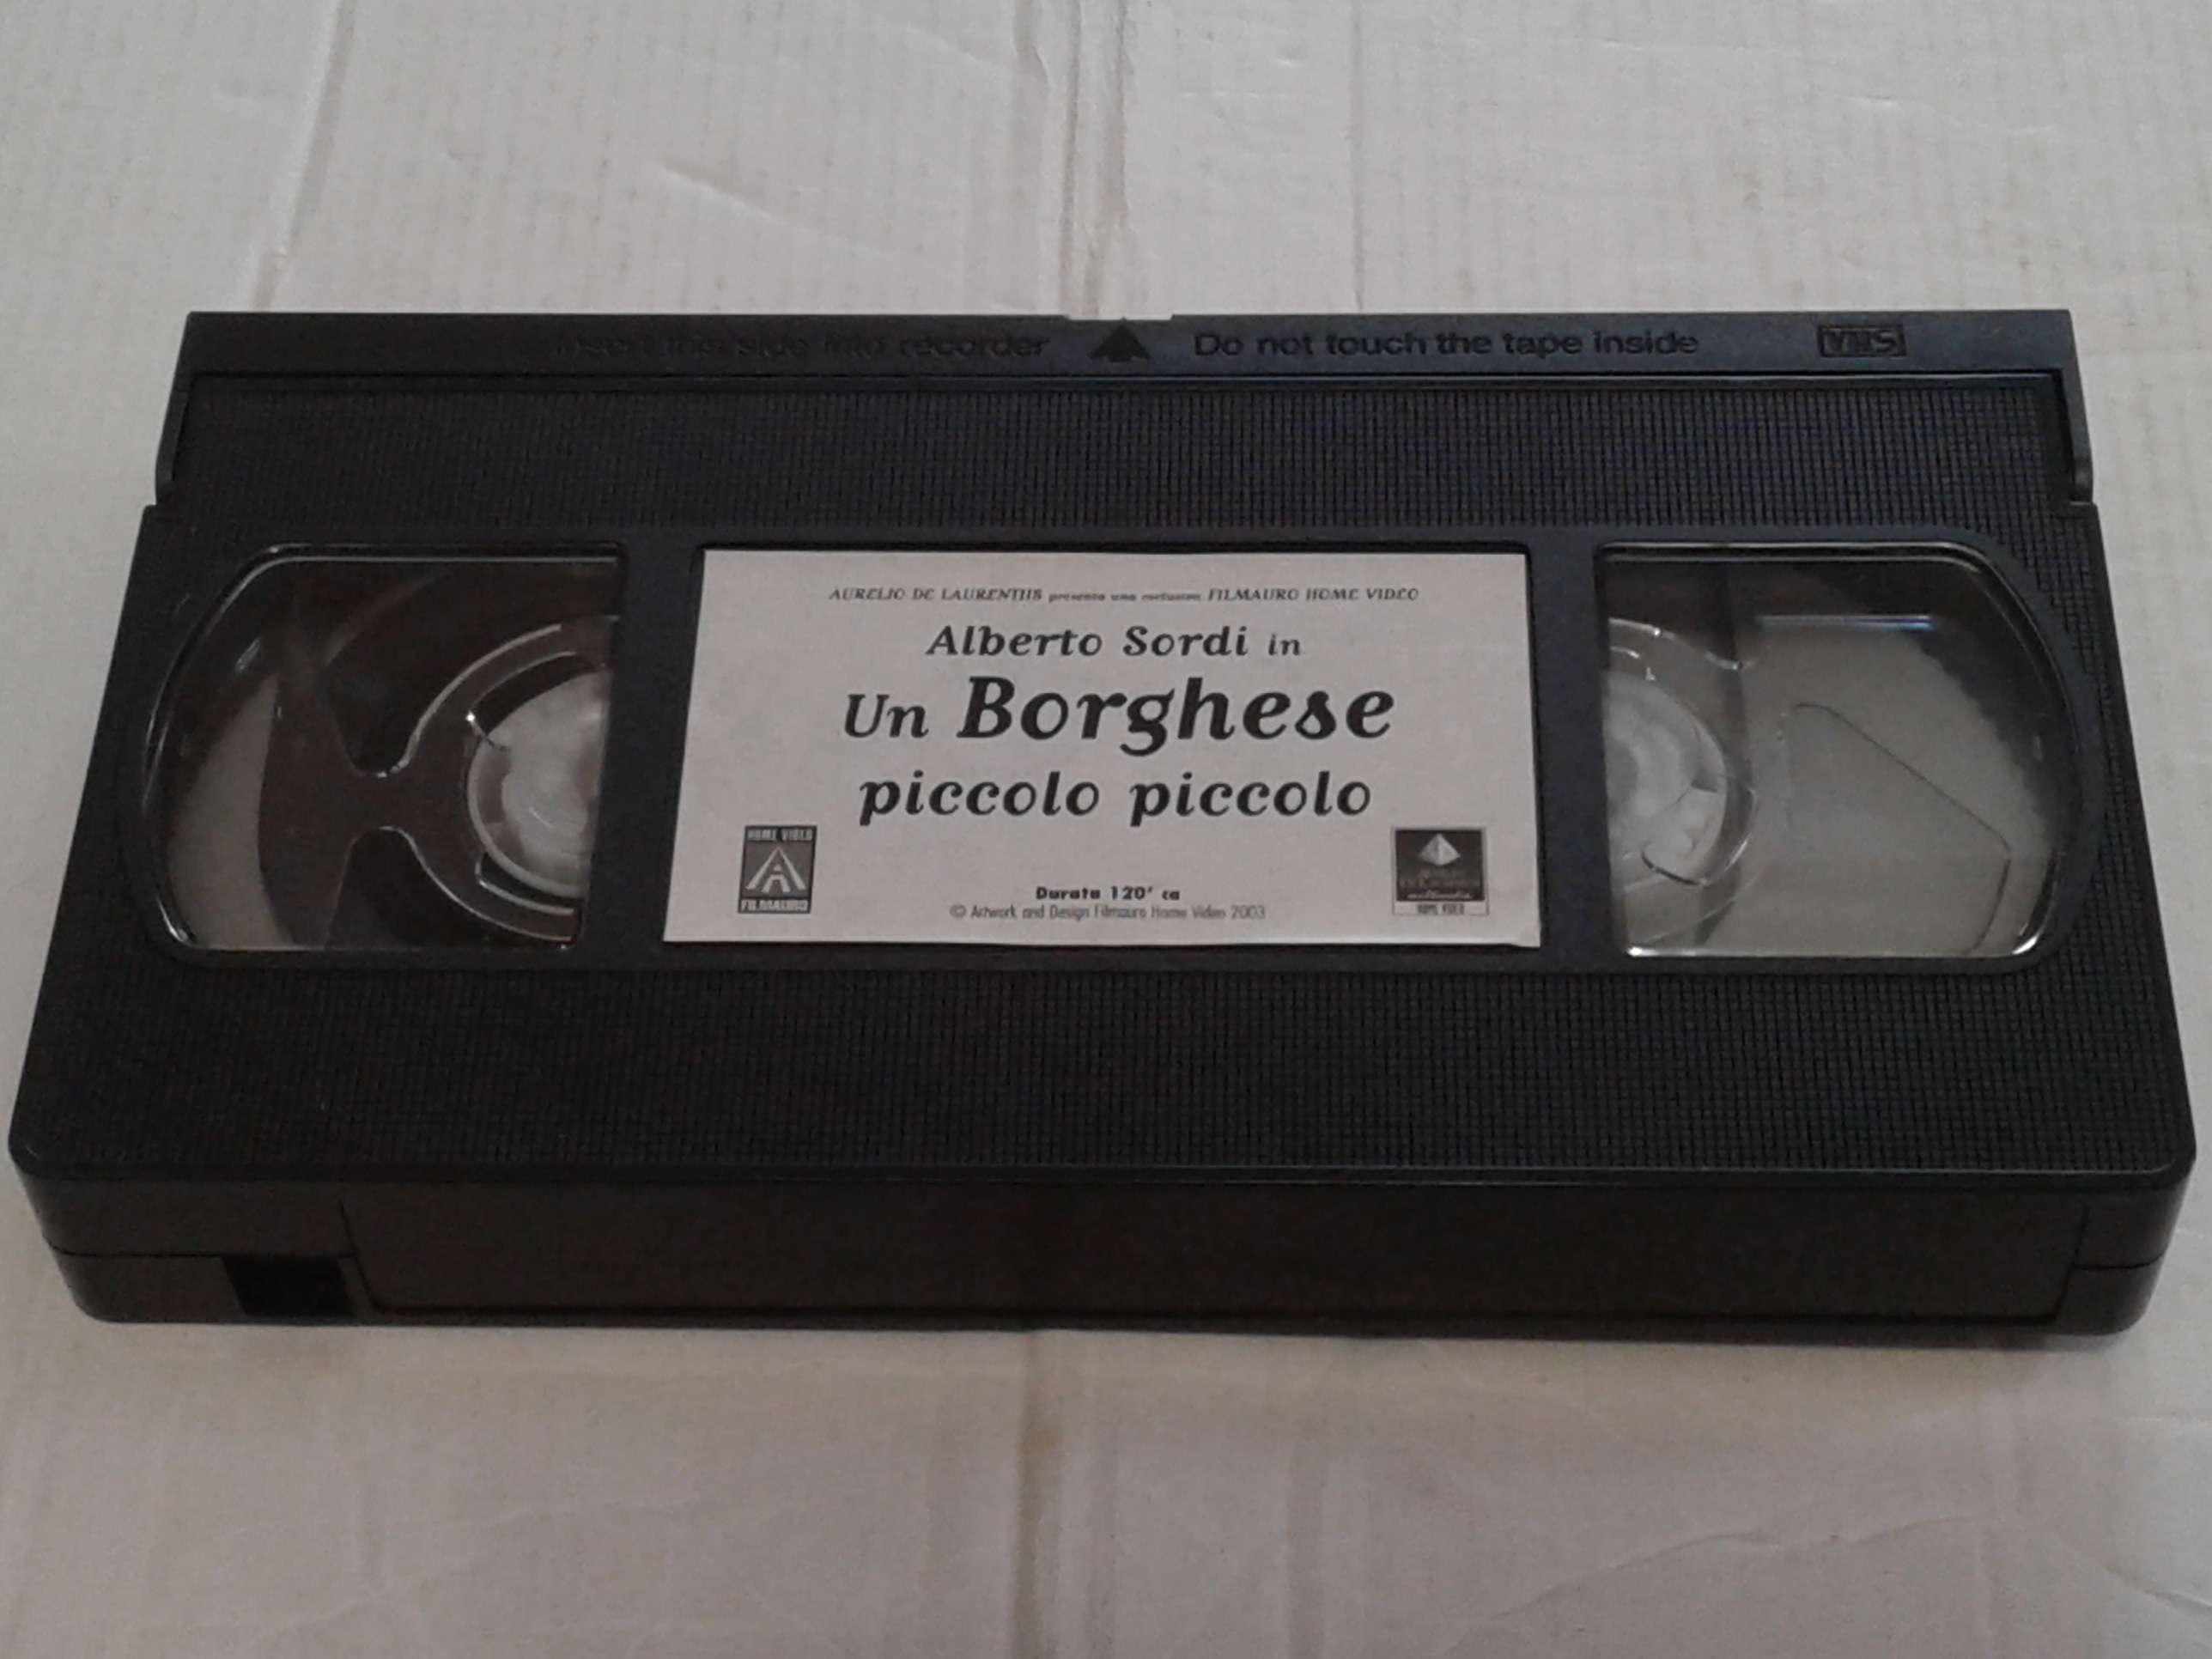 Insert this side into recorder ▲ Do not touch the tape inside VHS
AURELIO DE LAURENTIIS presenta una esclusiva FILMAURO HOME VIDEO
Alberto Sordi in
Un Borghese
piccolo piccolo
HOME VIDEO
FILMAURO
multimedia
HOME VIDEO
Durata 120' ca
© Artwork and Design Filmauro Home Video 2003